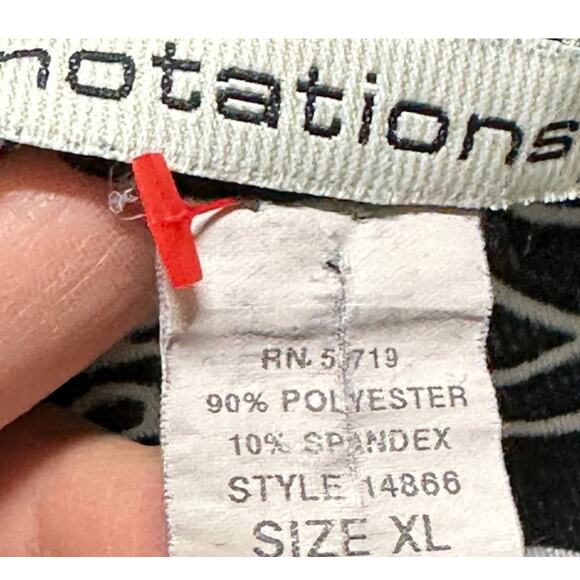 notations
RN. 5 719
90% POLYESTER
10% SPANDEX
STYLE 14866
SIZE XL